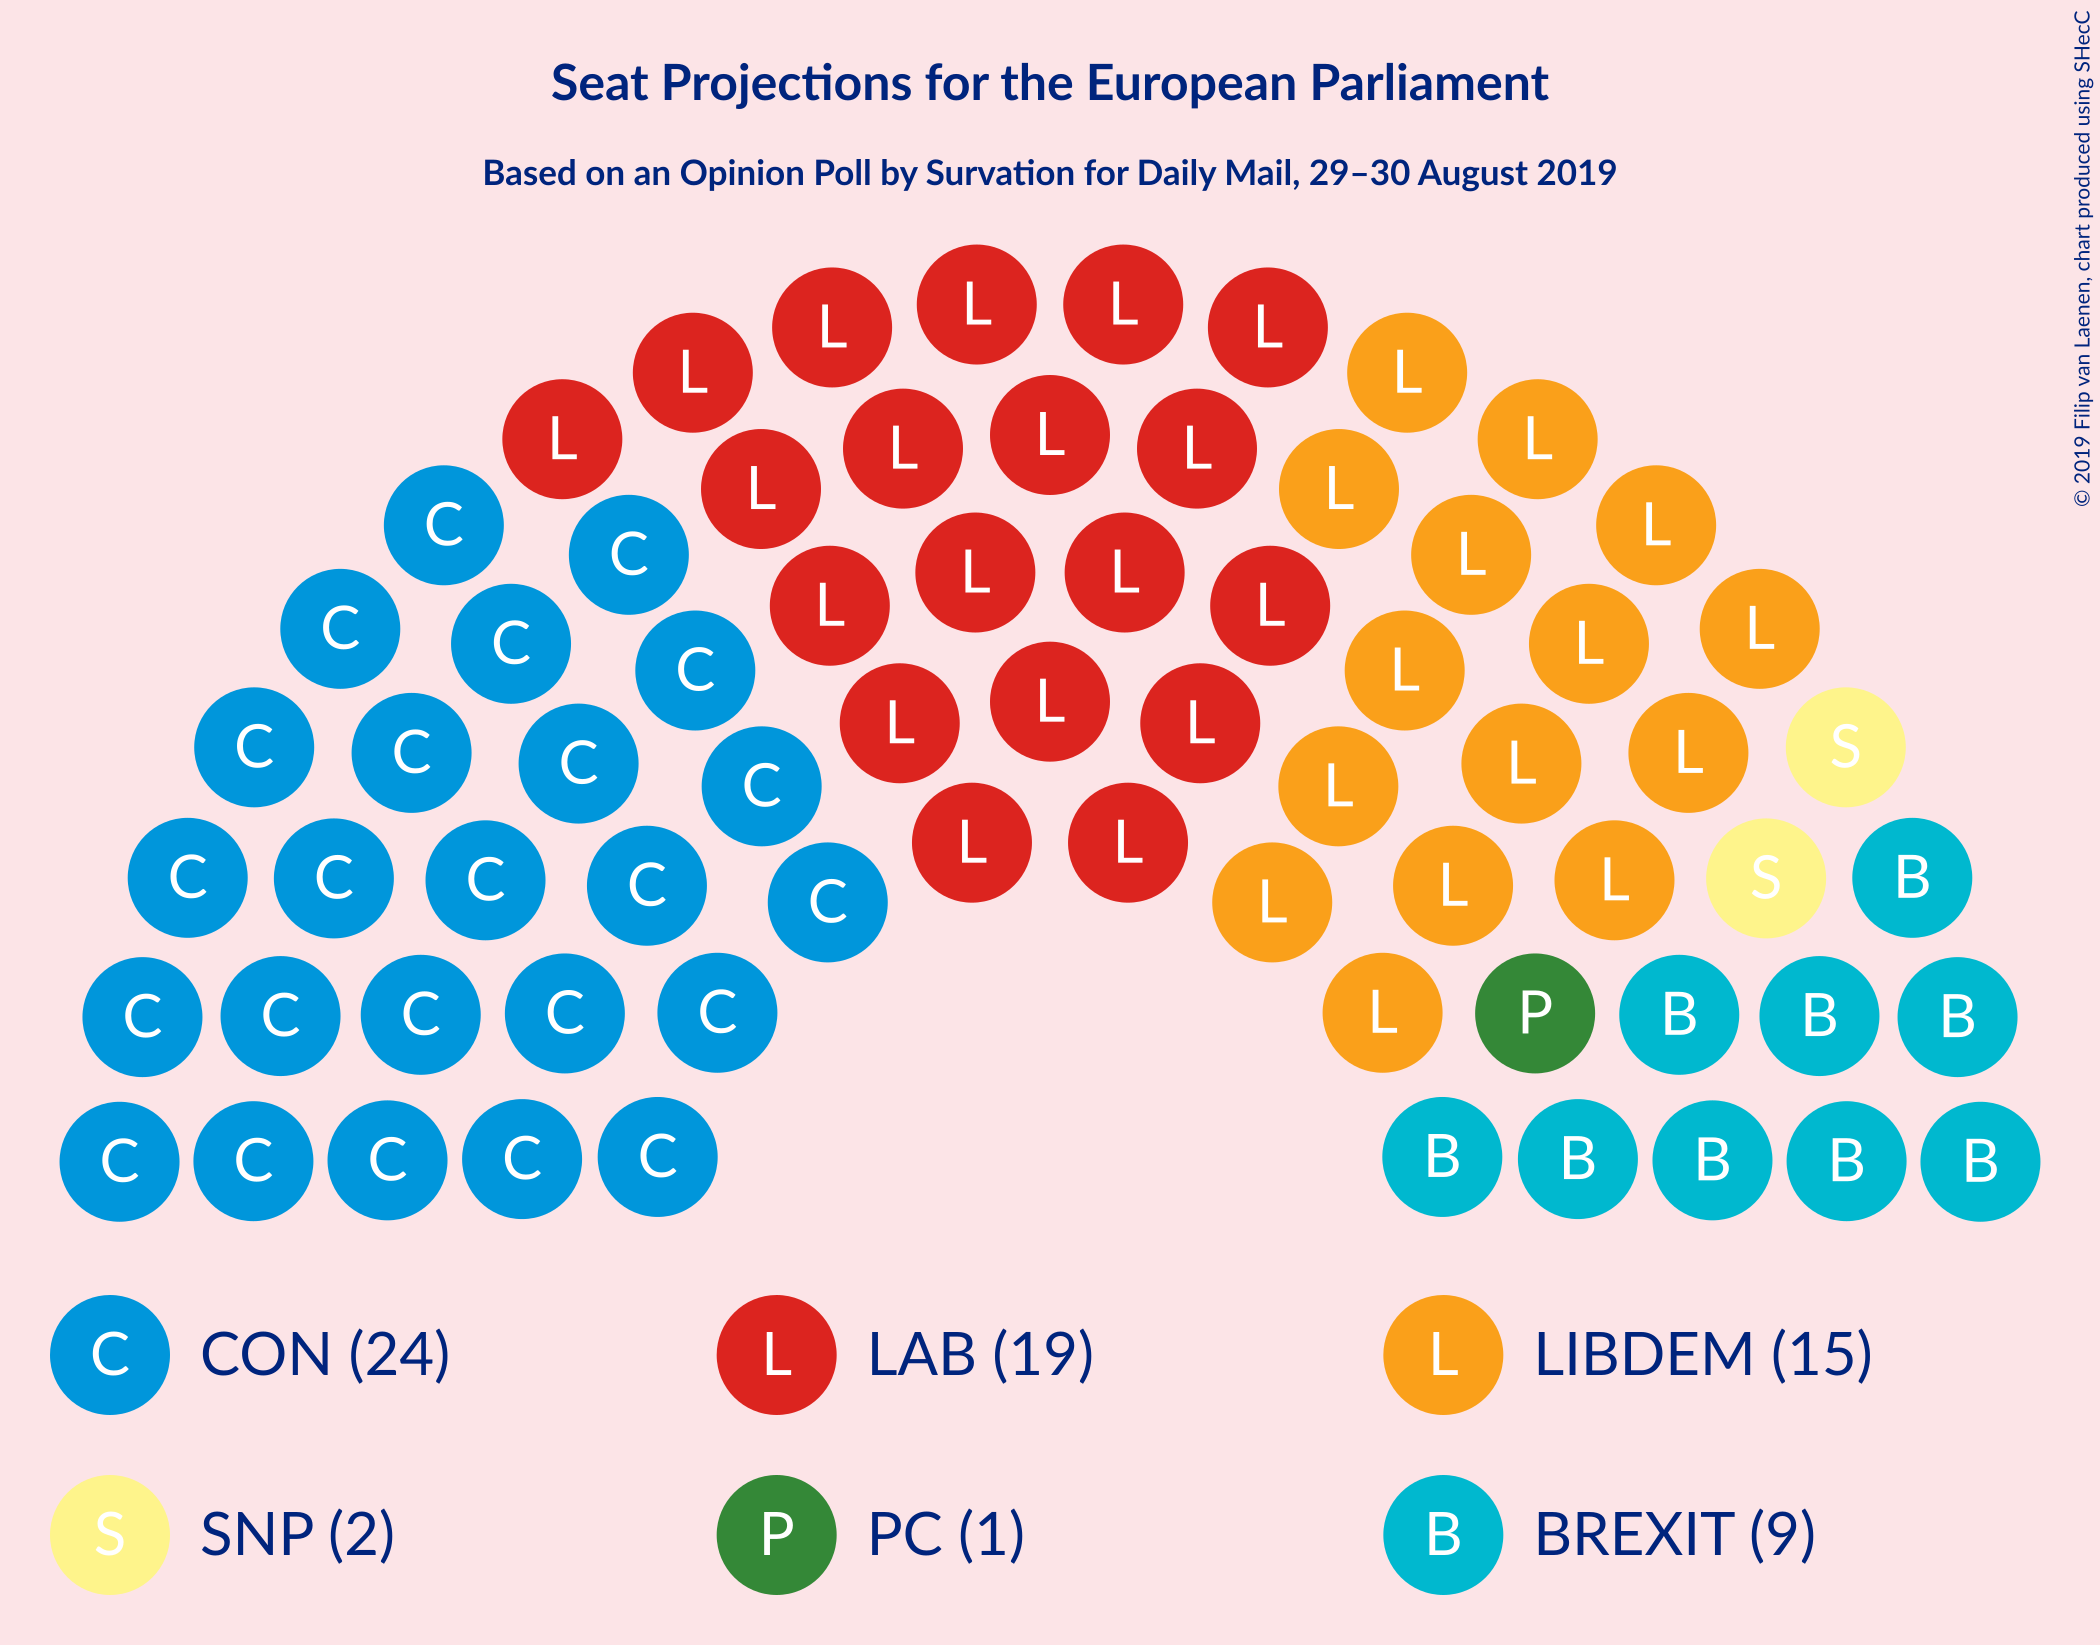 Seat Projections for the European Parliament
Based on an Opinion Poll by Survation for Daily Mail, 29–30 August 2019
© 2019 Filip van Laenen, chart produced using SHecC
L L L L
L L L L
L L L L L
C C L L L L
C C L L L L L L
C C C L L L L L S
C C C C L L L L
C C C C C L L L L L S B
C C C C C L P B B B
C C C C C B B B B B
C CON (24) L LAB (19) L LIBDEM (15)
S SNP (2) P PC (1) B BREXIT (9)